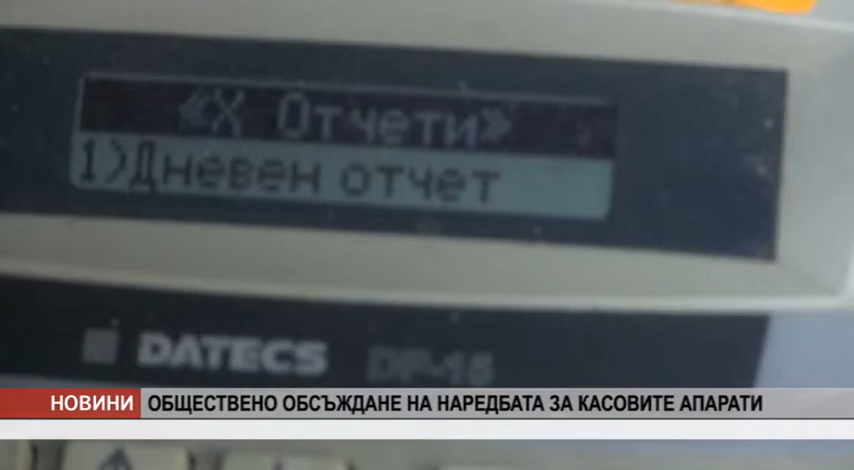 «X Отчети»
1)Дневен отчет
DATECS DP-15
НОВИНИ ОБЩЕСТВЕНО ОБСЪЖДАНЕ НА НАРЕДБАТА ЗА КАСОВИТЕ АПАРАТИ